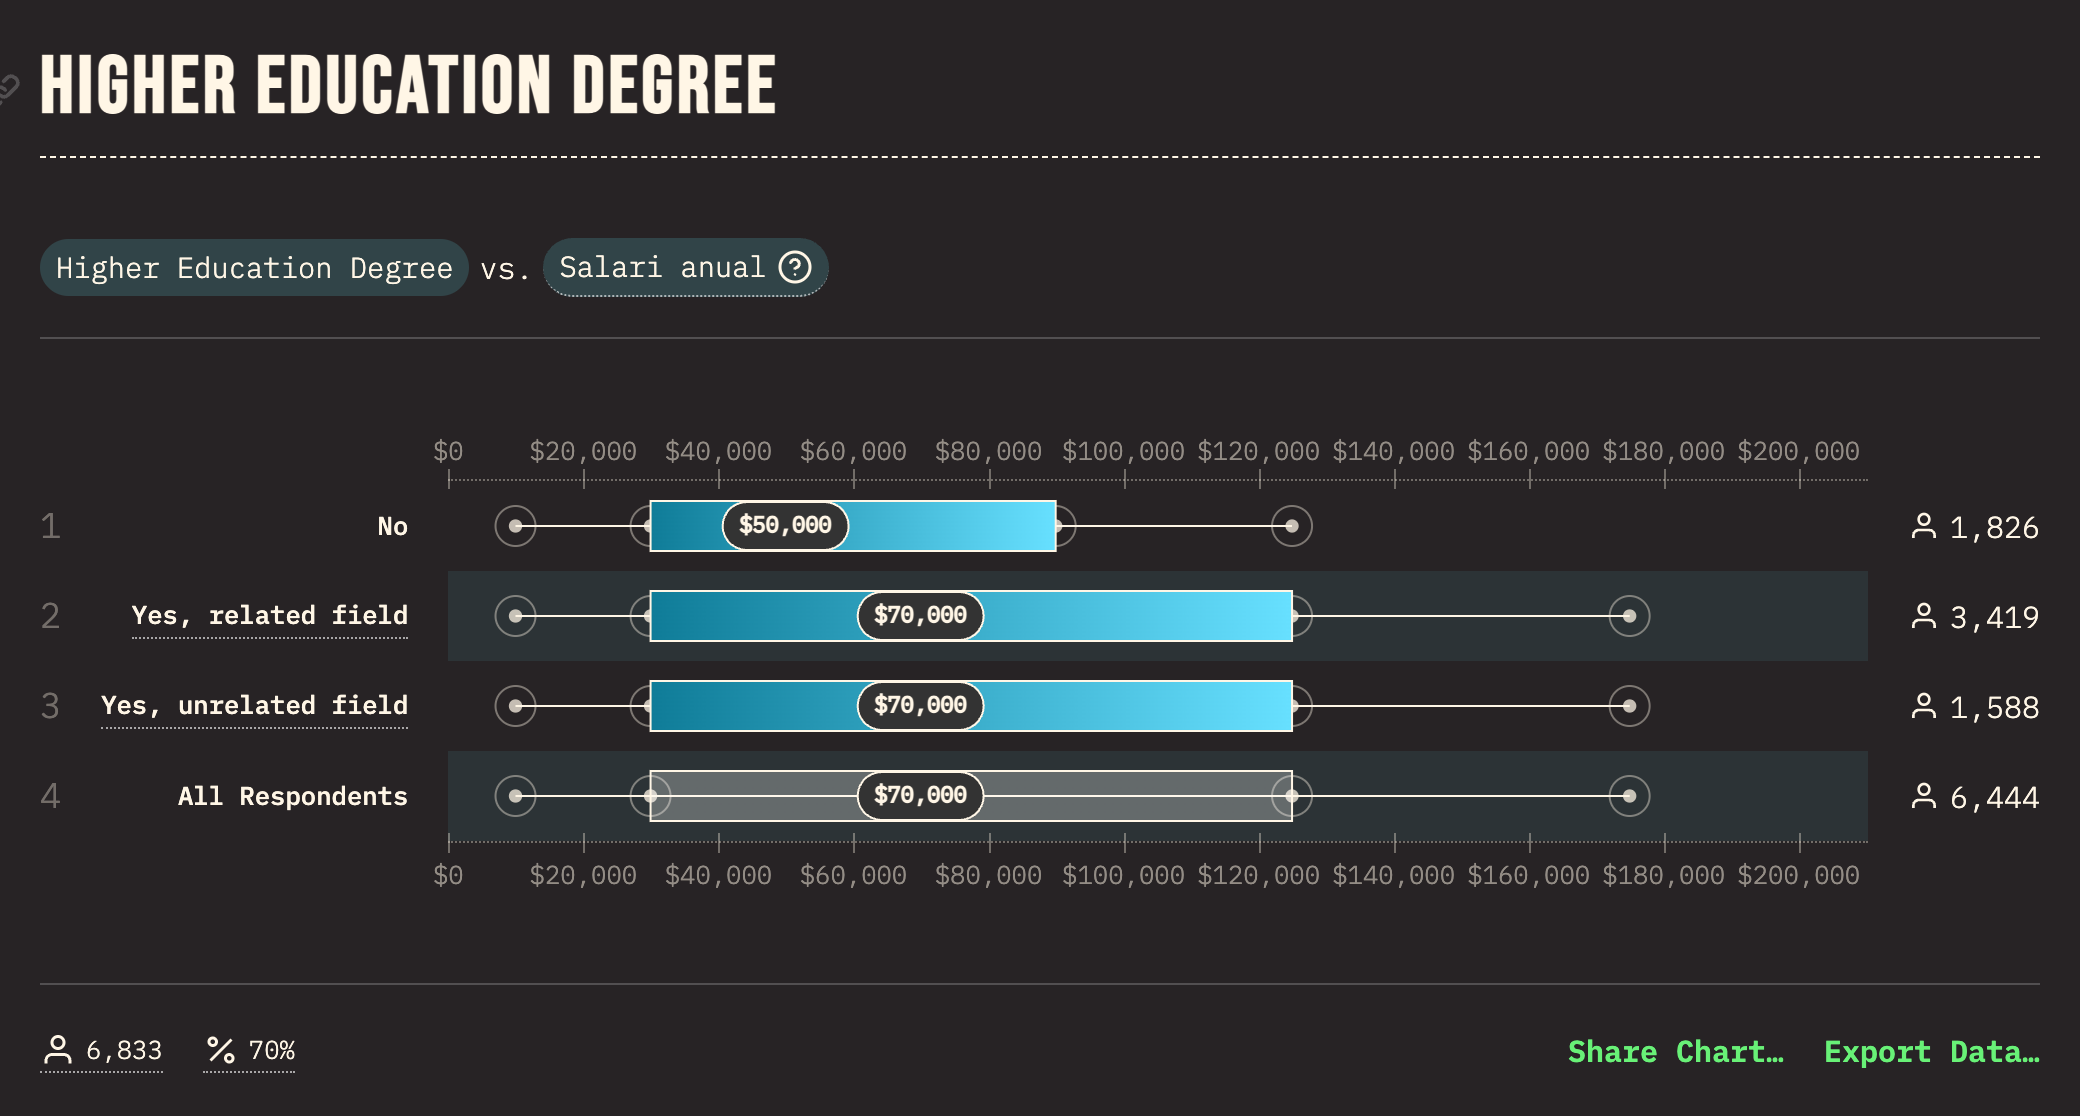 HIGHER EDUCATION DEGREE
Higher Education Degree vs. Salari anual ?
$0 $20,000 $40,000 $60,000 $80,000 $100,000 $120,000 $140,000 $160,000 $180,000 $200,000
1 No $50,000 1,826
2 Yes, related field $70,000 3,419
3 Yes, unrelated field $70,000 1,588
4 All Respondents $70,000 6,444
$0 $20,000 $40,000 $60,000 $80,000 $100,000 $120,000 $140,000 $160,000 $180,000 $200,000
6,833 % 70% Share Chart… Export Data…